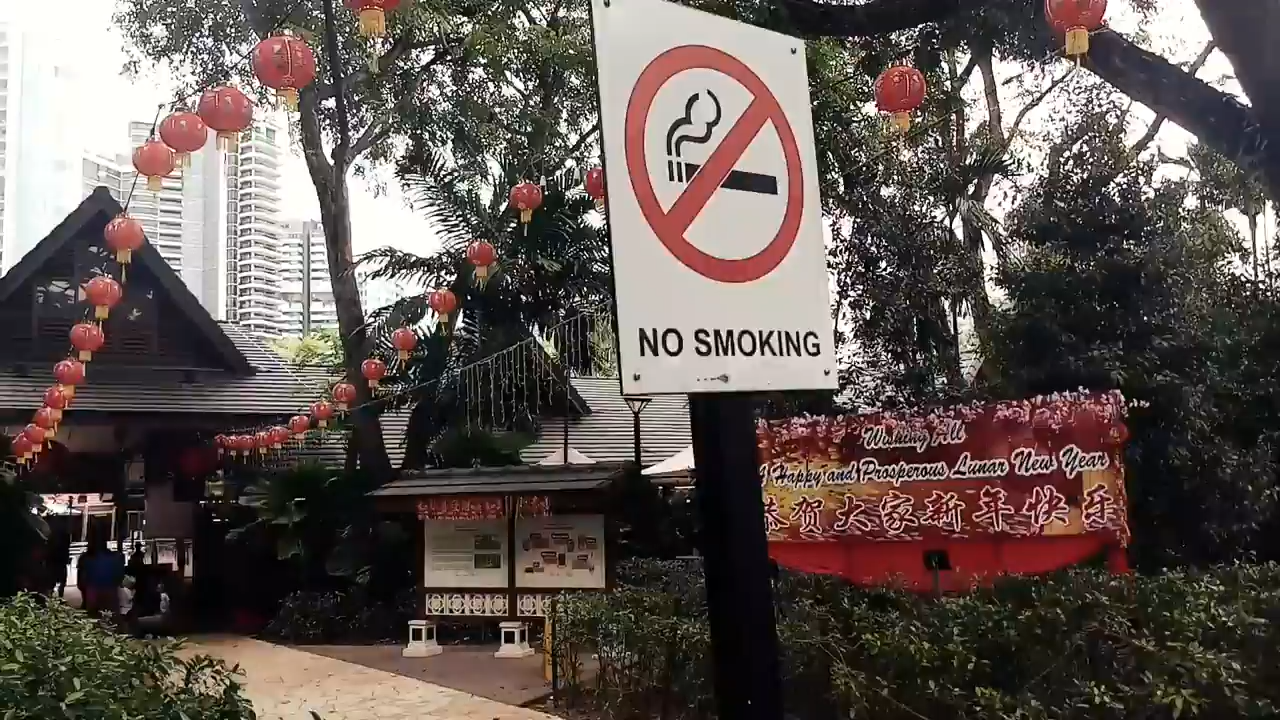 NO SMOKING
Wishing All
A Happy and Prosperous Lunar New Year
恭贺大家新年快乐